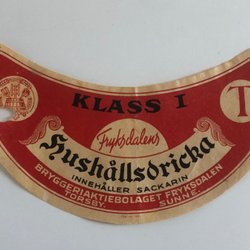 KLASS I
T
Fryksdalens
Hushållsdricka
INNEHÅLLER SACKARIN
BRYGGERIAKTIEBOLAGET FRYKSDALEN
TORSBY. SUNNE.